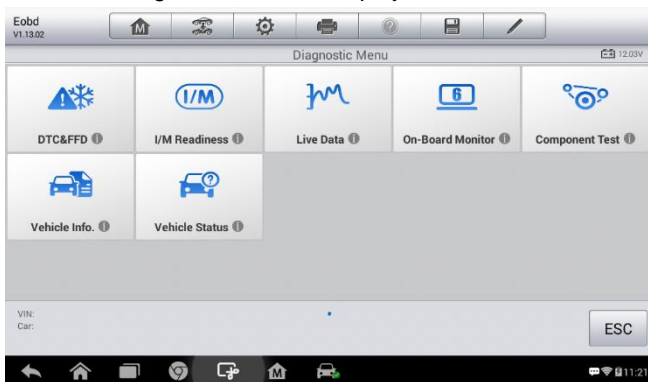 Eobd
V1.13.02
M
?
Diagnostic Menu
12.03V
I/M
6
DTC&FFD
I/M Readiness
Live Data
On-Board Monitor
Component Test
?
Vehicle Info.
Vehicle Status
VIN:
Car:
ESC
M
11:21